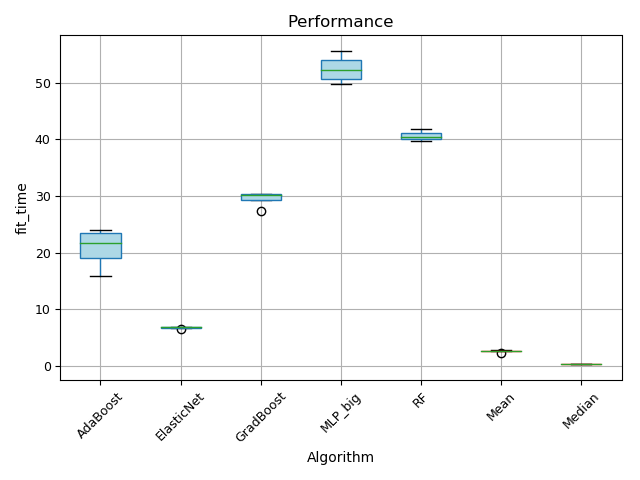 Performance
fit_time
50
40
30
20
10
0
AdaBoost
ElasticNet
GradBoost
MLP_big
RF
Mean
Median
Algorithm